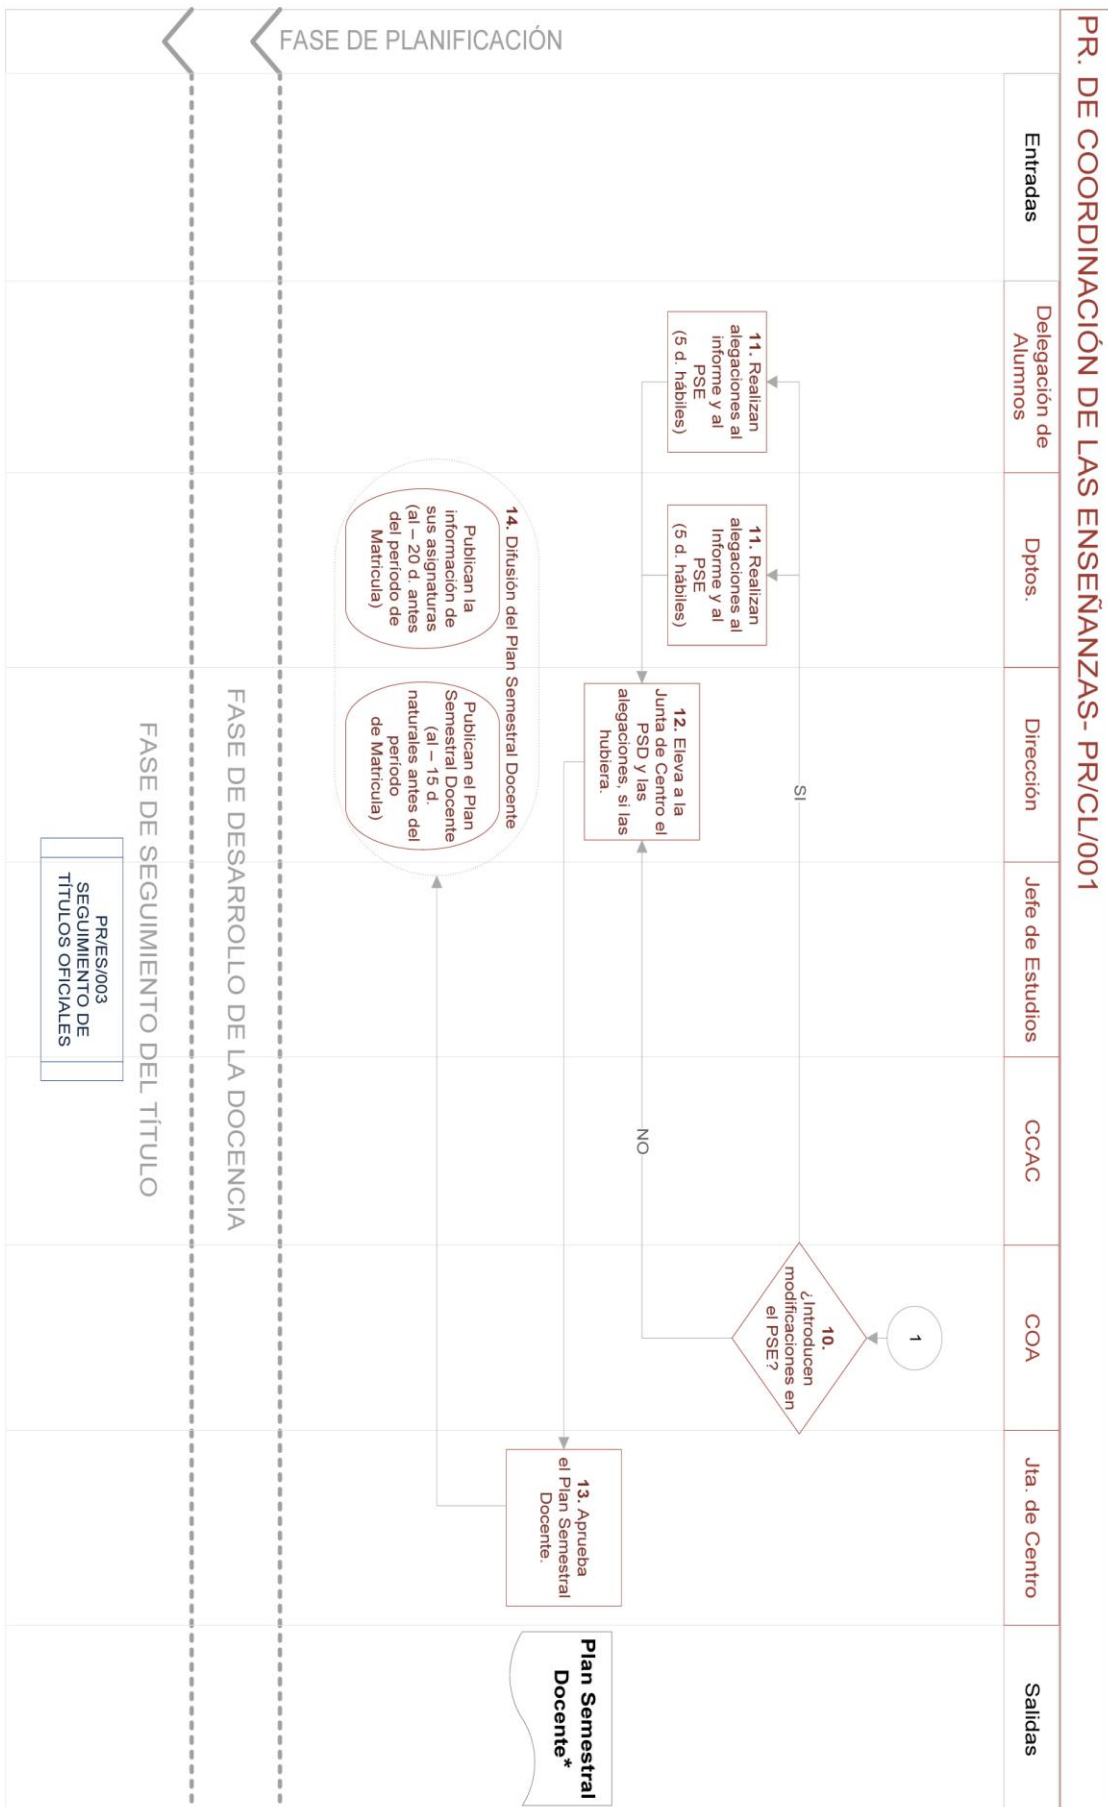 PR. DE COORDINACIÓN DE LAS ENSEÑANZAS- PR/CL/001
Entradas
Delegación de
Alumnos
Dptos.
Dirección
Jefe de Estudios
CCAC
COA
Jta. de Centro
Salidas
FASE DE PLANIFICACIÓN
1
10.
¿Introducen
modificaciones en
el PSE?
SI
NO
11. Realizan
alegaciones al
informe y al
PSE
(5 d. hábiles)
11. Realizan
alegaciones al
Informe y al
PSE
(5 d. hábiles)
12. Eleva a la
Junta de Centro el
PSD y las
alegaciones, si las
hubiera.
13. Aprueba
el Plan Semestral
Docente.
Plan Semestral
Docente*
14. Difusión del Plan Semestral Docente
Publican la
información de
sus asignaturas
(al – 20 d. antes
del período de
Matricula)
Publican el Plan
Semestral Docente
(al – 15 d.
naturales antes del
período
de Matricula)
FASE DE DESARROLLO DE LA DOCENCIA
FASE DE SEGUIMIENTO DEL TÍTULO
PR/ES/003
SEGUIMIENTO DE
TÍTULOS OFICIALES